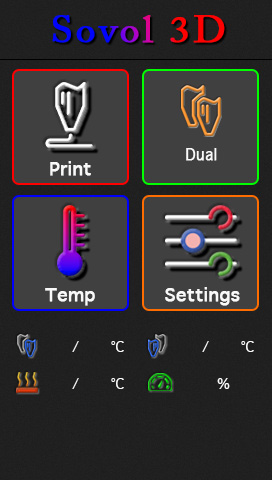 Sovol 3D
Print
Dual
Temp
Settings
/ °C / °C
/ °C %